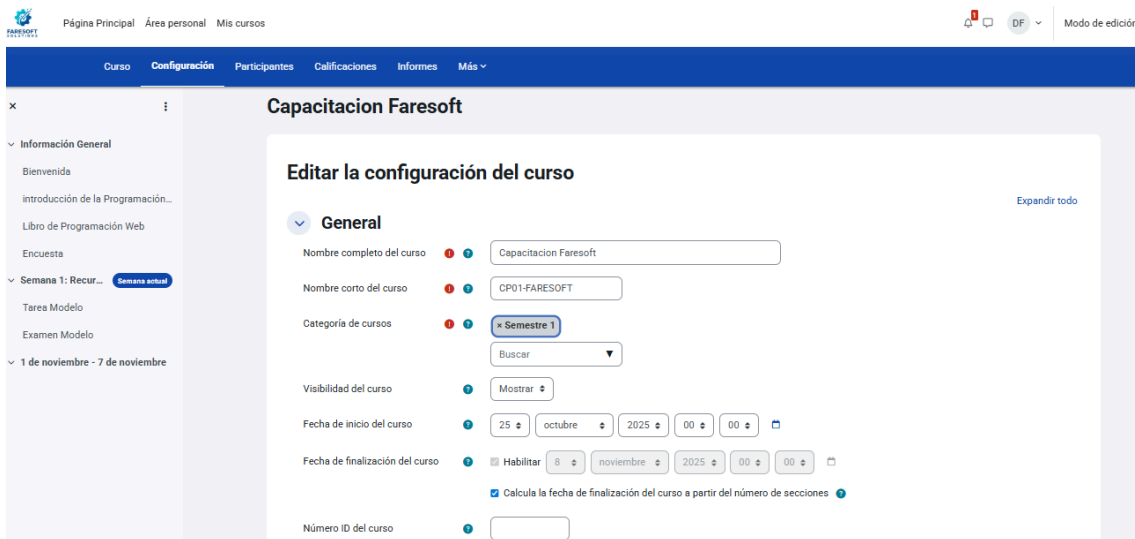 FARESOFT
SOLUTIONS
Página Principal Área personal Mis cursos
1
DF
Modo de edición
Curso Configuración Participantes Calificaciones Informes Más
Capacitacion Faresoft
Información General
Bienvenida
introducción de la Programación...
Libro de Programación Web
Encuesta
Semana 1: Recur... Semana actual
Tarea Modelo
Examen Modelo
1 de noviembre - 7 de noviembre
Editar la configuración del curso
Expandir todo
General
Nombre completo del curso ! ? Capacitacion Faresoft
Nombre corto del curso ! ? CP01-FARESOFT
Categoría de cursos ! ? × Semestre 1
Buscar ▼
Visibilidad del curso ? Mostrar
Fecha de inicio del curso ? 25 octubre 2025 00 00
Fecha de finalización del curso ? Habilitar 8 noviembre 2025 00 00
Calcula la fecha de finalización del curso a partir del número de secciones ?
Número ID del curso ?